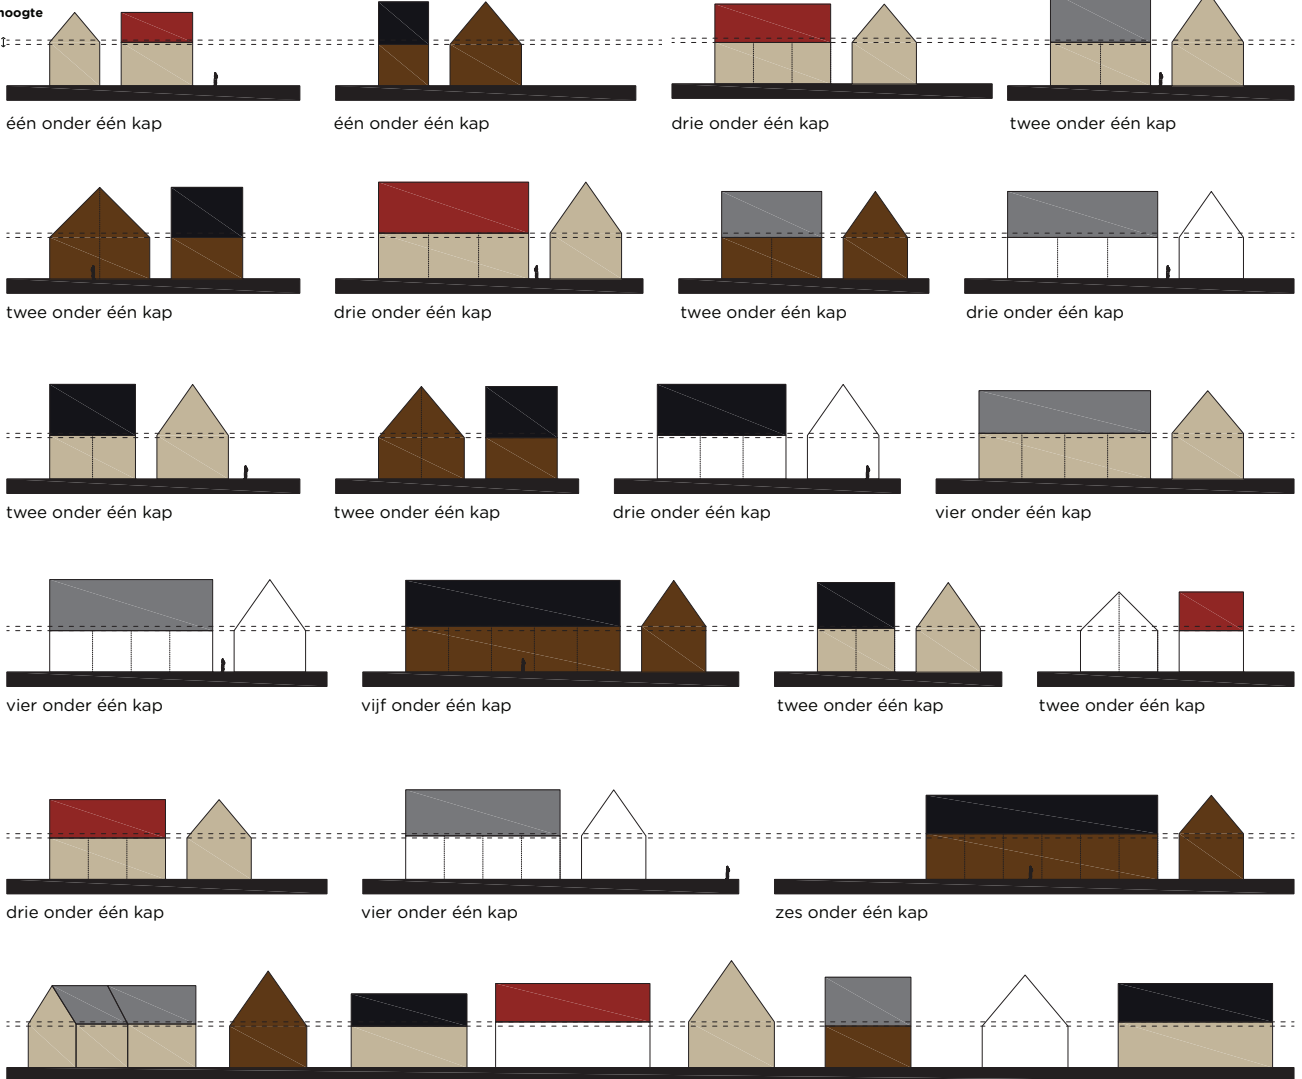 hoogte
één onder één kap
één onder één kap
drie onder één kap
twee onder één kap
twee onder één kap
drie onder één kap
twee onder één kap
drie onder één kap
twee onder één kap
twee onder één kap
drie onder één kap
vier onder één kap
vier onder één kap
vijf onder één kap
twee onder één kap
twee onder één kap
drie onder één kap
vier onder één kap
zes onder één kap